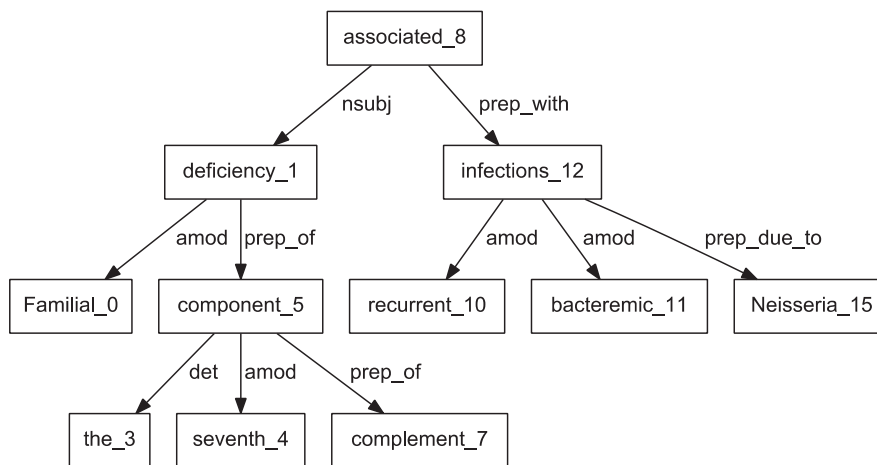 associated_8
nsubj prep_with
deficiency_1 infections_12
amod prep_of amod amod prep_due_to
Familial_0 component_5 recurrent_10 bacteremic_11 Neisseria_15
det amod prep_of
the_3 seventh_4 complement_7